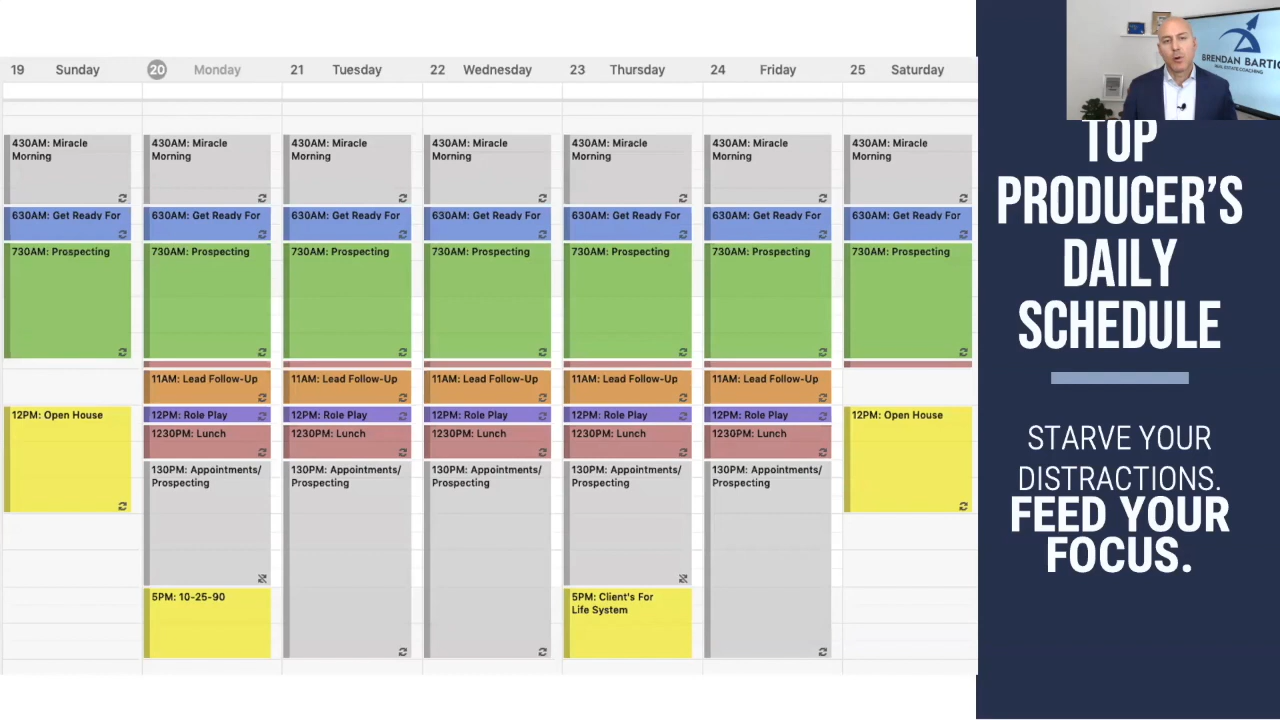 19 Sunday
20 Monday
21 Tuesday
22 Wednesday
23 Thursday
24 Friday
25 Saturday
430AM: Miracle
Morning
430AM: Miracle
Morning
430AM: Miracle
Morning
430AM: Miracle
Morning
430AM: Miracle
Morning
430AM: Miracle
Morning
430AM: Miracle
Morning
630AM: Get Ready For
630AM: Get Ready For
630AM: Get Ready For
630AM: Get Ready For
630AM: Get Ready For
630AM: Get Ready For
630AM: Get Ready For
730AM: Prospecting
730AM: Prospecting
730AM: Prospecting
730AM: Prospecting
730AM: Prospecting
730AM: Prospecting
730AM: Prospecting
11AM: Lead Follow-Up
11AM: Lead Follow-Up
11AM: Lead Follow-Up
11AM: Lead Follow-Up
11AM: Lead Follow-Up
12PM: Open House
12PM: Role Play
12PM: Role Play
12PM: Role Play
12PM: Role Play
12PM: Role Play
12PM: Open House
1230PM: Lunch
1230PM: Lunch
1230PM: Lunch
1230PM: Lunch
1230PM: Lunch
130PM: Appointments/
Prospecting
130PM: Appointments/
Prospecting
130PM: Appointments/
Prospecting
130PM: Appointments/
Prospecting
130PM: Appointments/
Prospecting
5PM: 10-25-90
5PM: Client's For
Life System
BRENDAN BARTIC
REAL ESTATE COACHING
TOP
PRODUCER'S
DAILY
SCHEDULE
STARVE YOUR
DISTRACTIONS.
FEED YOUR
FOCUS.